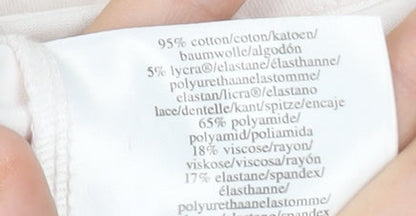 95% cotton/coton/katoen/
baumwolle/algodón
5% lycra®/elastane/élasthanne/
polyurethaanelastomme/
elastan/licra®/elastano
lace/dentelle/kant/spitze/encaje
65% polyamide/
polyamid/poliamida
18% viscose/rayon/
viskose/viscosa/rayón
17% elastane/spandex/
élasthanne/
polyurethaanelastomme/